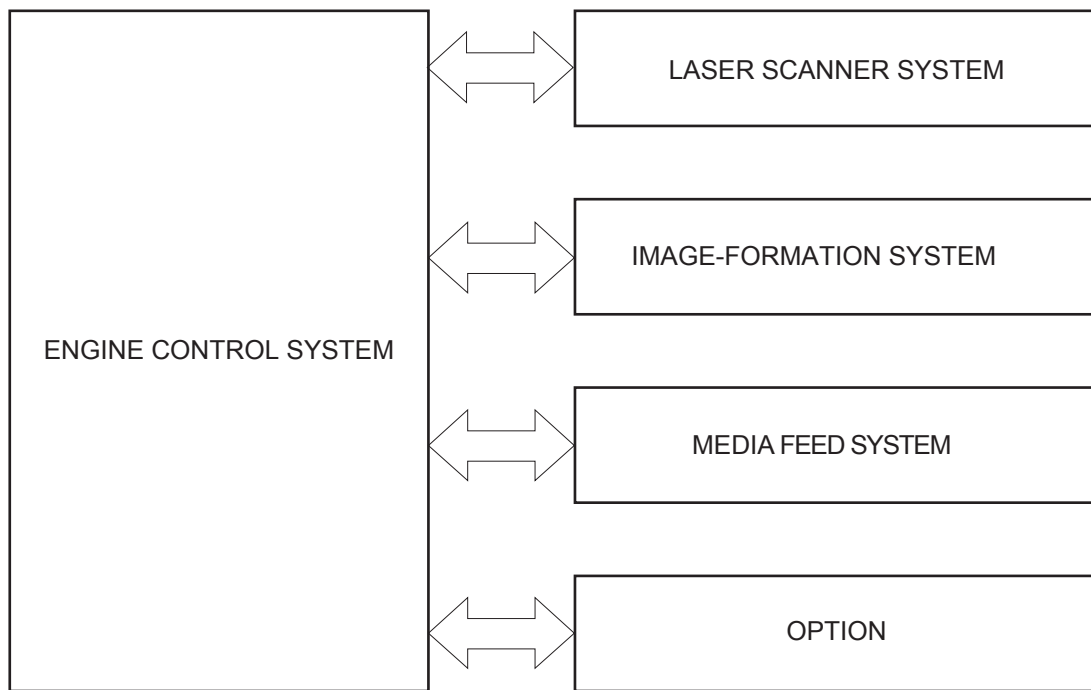 LASER SCANNER SYSTEM
IMAGE-FORMATION SYSTEM
ENGINE CONTROL SYSTEM
MEDIA FEED SYSTEM
OPTION